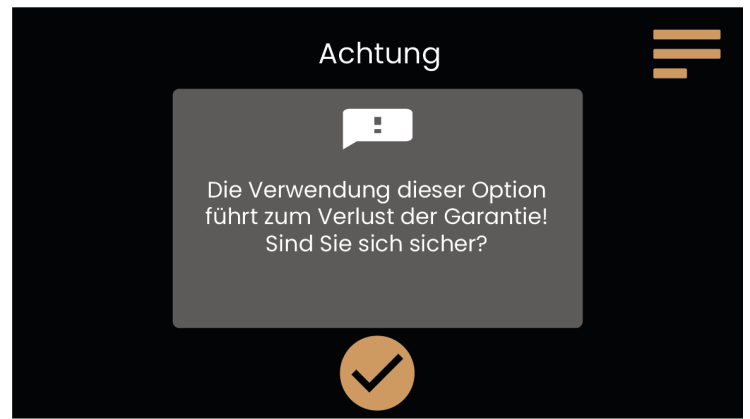 Achtung
Die Verwendung dieser Option
führt zum Verlust der Garantie!
Sind Sie sich sicher?